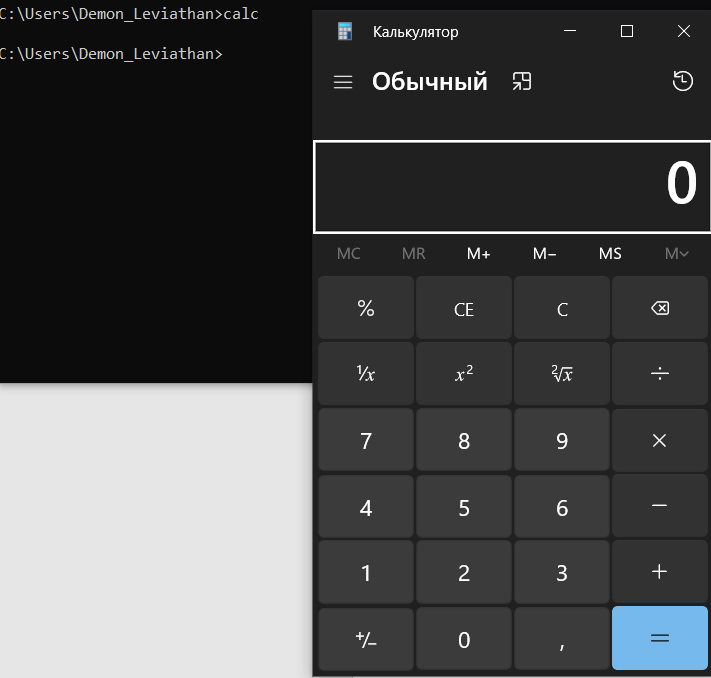 C:\Users\Demon_Leviathan>calc
C:\Users\Demon_Leviathan>
Калькулятор
Обычный
0
MC MR M+ M− MS M
% CE C
¹/x x² ²√x ÷
7 8 9 ×
4 5 6 −
1 2 3 +
+/− 0 , =